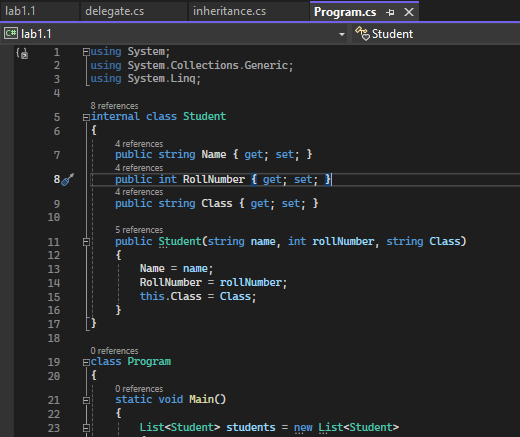 lab1.1 delegate.cs inheritance.cs Program.cs
C# lab1.1 Student
1 using System;
2 using System.Collections.Generic;
3 using System.Linq;
4
8 references
5 internal class Student
6 {
4 references
7 public string Name { get; set; }
4 references
8 public int RollNumber { get; set; }
4 references
9 public string Class { get; set; }
10
5 references
11 public Student(string name, int rollNumber, string Class)
12 {
13 Name = name;
14 RollNumber = rollNumber;
15 this.Class = Class;
16 }
17 }
18
0 references
19 class Program
20 {
0 references
21 static void Main()
22 {
23 List<Student> students = new List<Student>